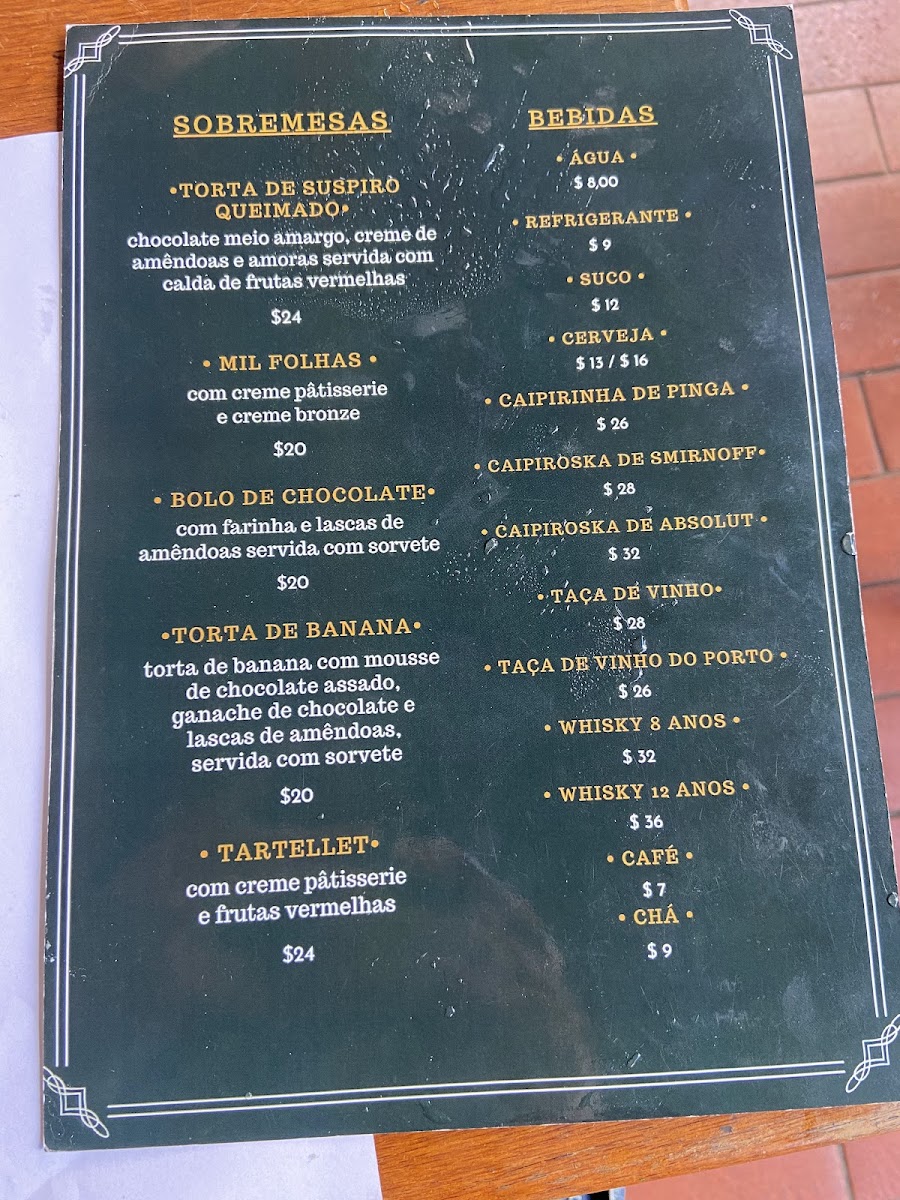 SOBREMESAS
•TORTA DE SUSPIRO
QUEIMADO•
chocolate meio amargo, creme de
amêndoas e amoras servida com
calda de frutas vermelhas
$24
• MIL FOLHAS •
com creme pâtisserie
e creme bronze
$20
• BOLO DE CHOCOLATE•
com farinha e lascas de
amêndoas servida com sorvete
$20
•TORTA DE BANANA•
torta de banana com mousse
de chocolate assado,
ganache de chocolate e
lascas de amêndoas,
servida com sorvete
$20
• TARTELLET•
com creme pâtisserie
e frutas vermelhas
$24
BEBIDAS
• ÁGUA •
$ 8,00
• REFRIGERANTE •
$ 9
• SUCO •
$ 12
• CERVEJA •
$ 13 / $ 16
• CAIPIRINHA DE PINGA •
$ 26
• CAIPIROSKA DE SMIRNOFF•
$ 28
• CAIPIROSKA DE ABSOLUT •
$ 32
• TAÇA DE VINHO•
$ 28
• TAÇA DE VINHO DO PORTO •
$ 26
• WHISKY 8 ANOS •
$ 32
• WHISKY 12 ANOS •
$ 36
• CAFÉ •
$ 7
• CHÁ •
$ 9